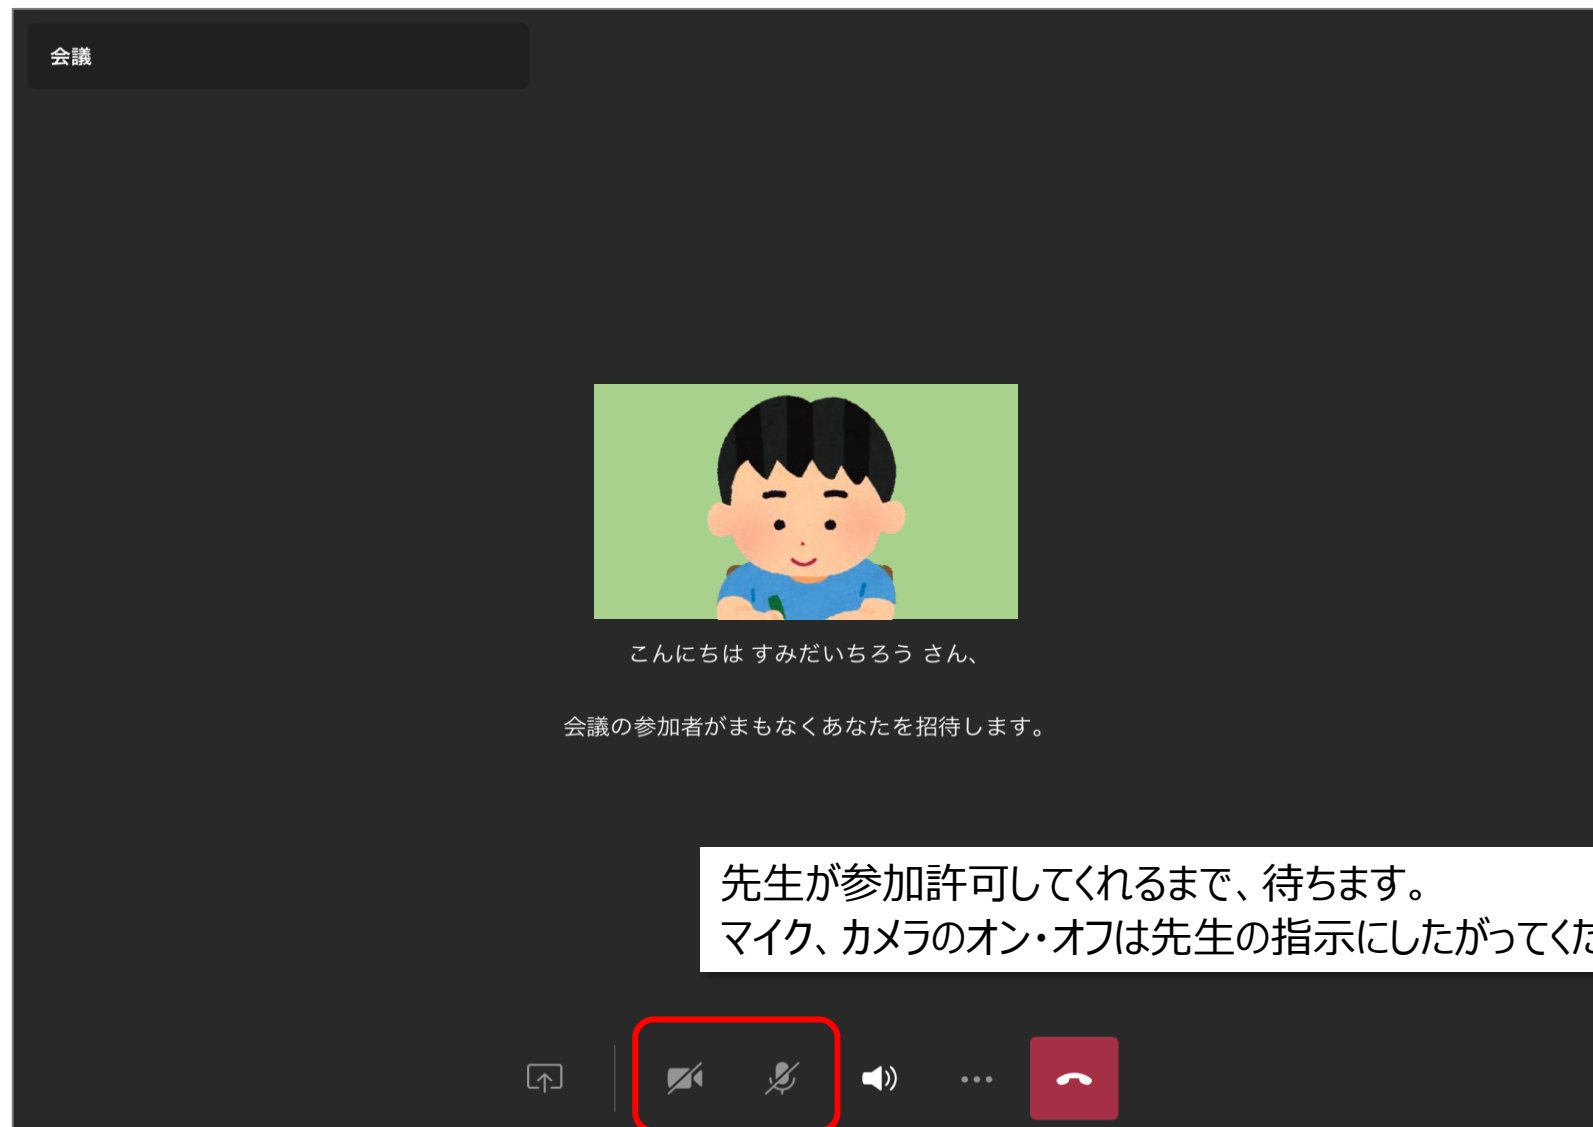 会議
こんにちは すみだいちろう さん、
会議の参加者がまもなくあなたを招待します。
先生が参加許可してくれるまで、待ちます。
マイク、カメラのオン・オフは先生の指示にしたがってくだ